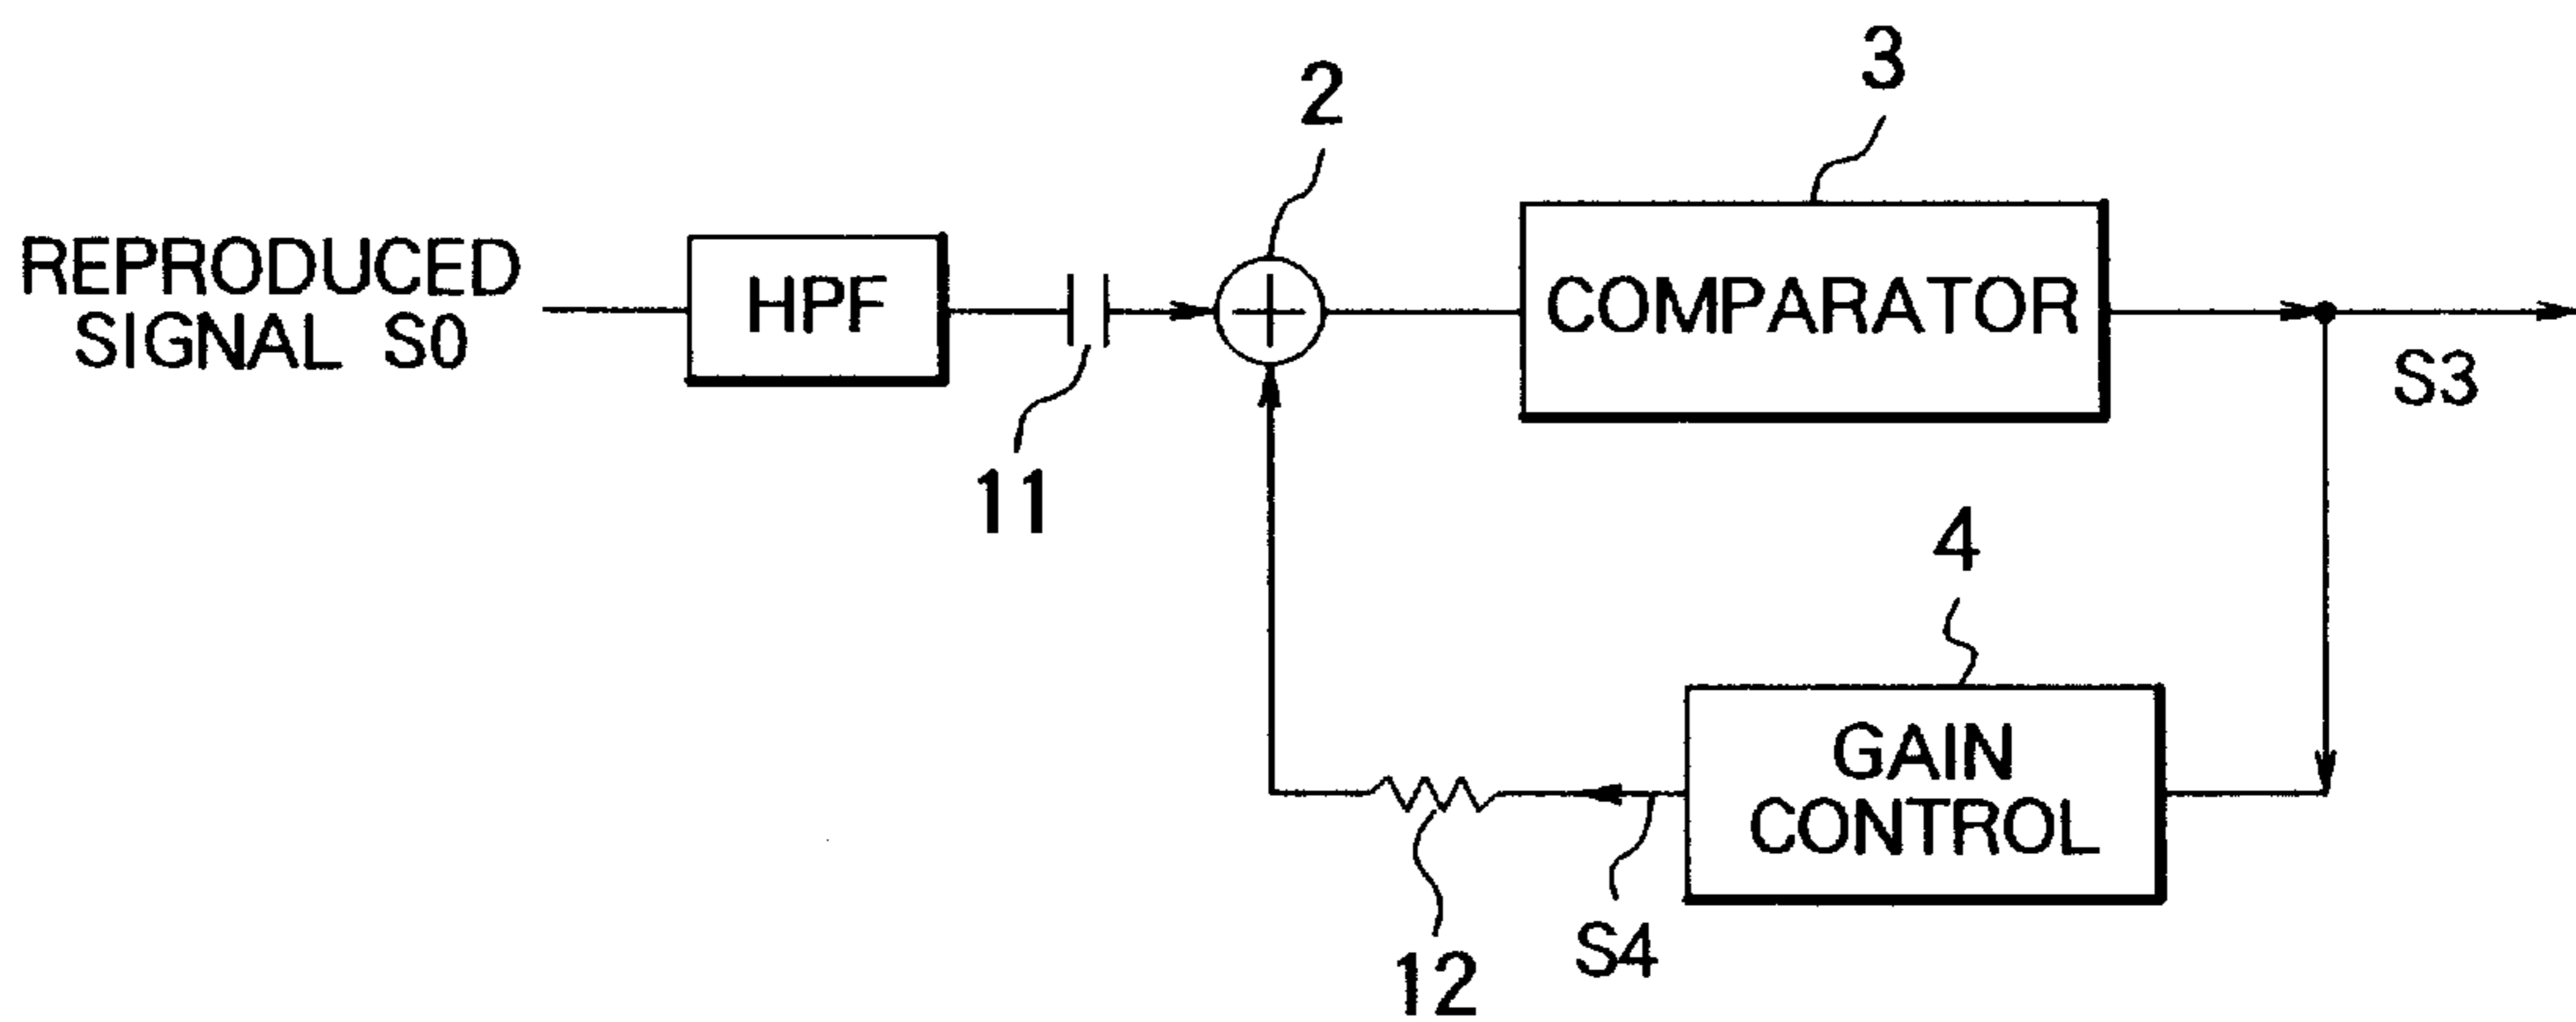 3
2
REPRODUCED
SIGNAL S0
HPF
COMPARATOR
S3
11
4
GAIN
CONTROL
S4
12